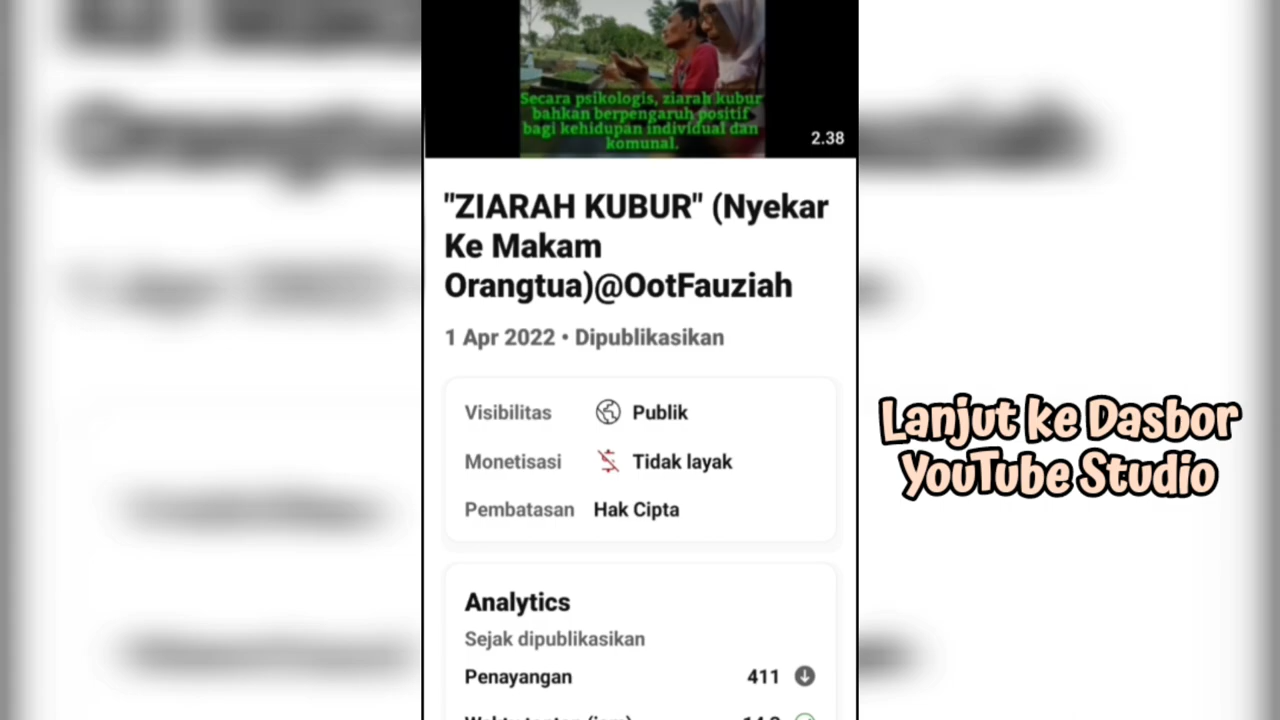 Secara psikologis, ziarah kubur
bahkan berpengaruh positif
bagi kehidupan individual dan
komunal.
2.38
"ZIARAH KUBUR" (Nyekar
Ke Makam
Orangtua)@OotFauziah
1 Apr 2022 • Dipublikasikan
Visibilitas Publik
Monetisasi Tidak layak
Pembatasan Hak Cipta
Lanjut ke Dasbor
YouTube Studio
Analytics
Sejak dipublikasikan
Penayangan 411